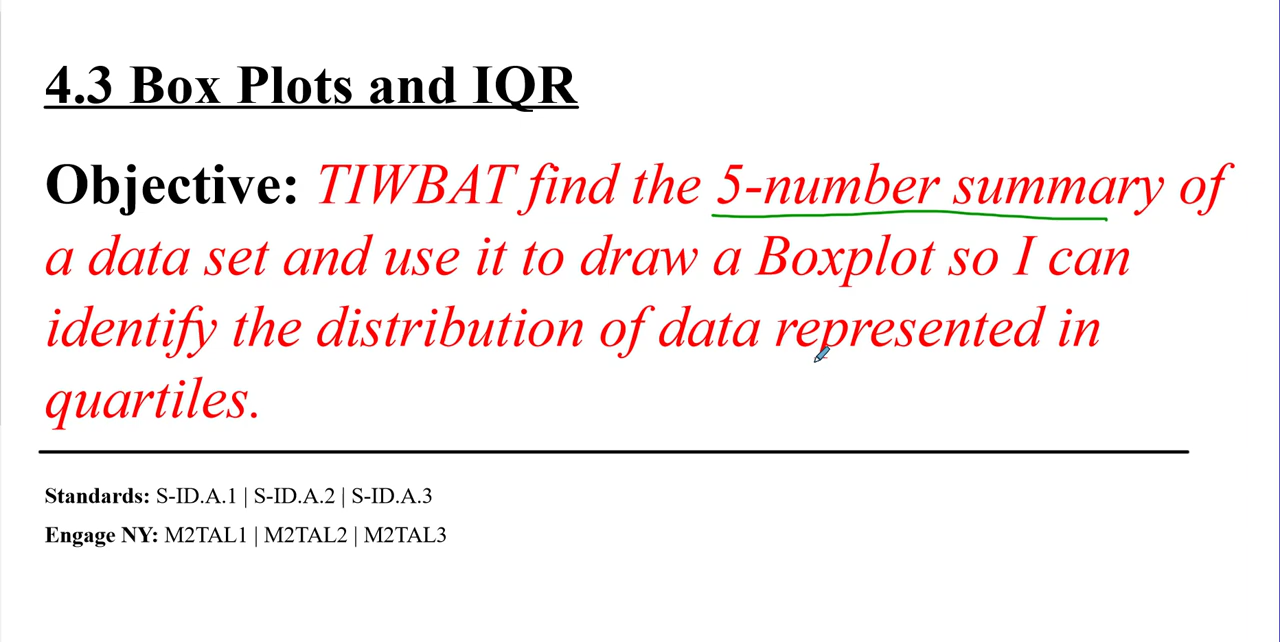 4.3 Box Plots and IQR
Objective: TIWBAT find the 5-number summary of
a data set and use it to draw a Boxplot so I can
identify the distribution of data represented in
quartiles.
Standards: S-ID.A.1 | S-ID.A.2 | S-ID.A.3
Engage NY: M2TAL1 | M2TAL2 | M2TAL3